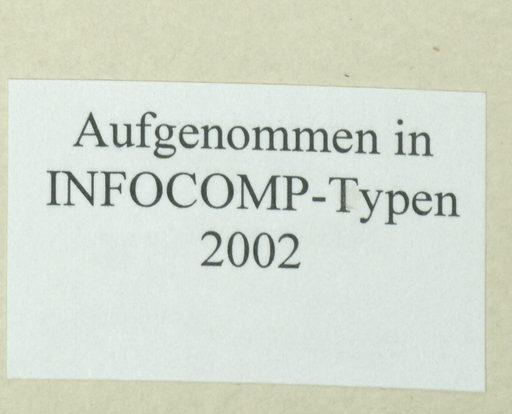 Aufgenommen in
INFOCOMP-Typen
2002